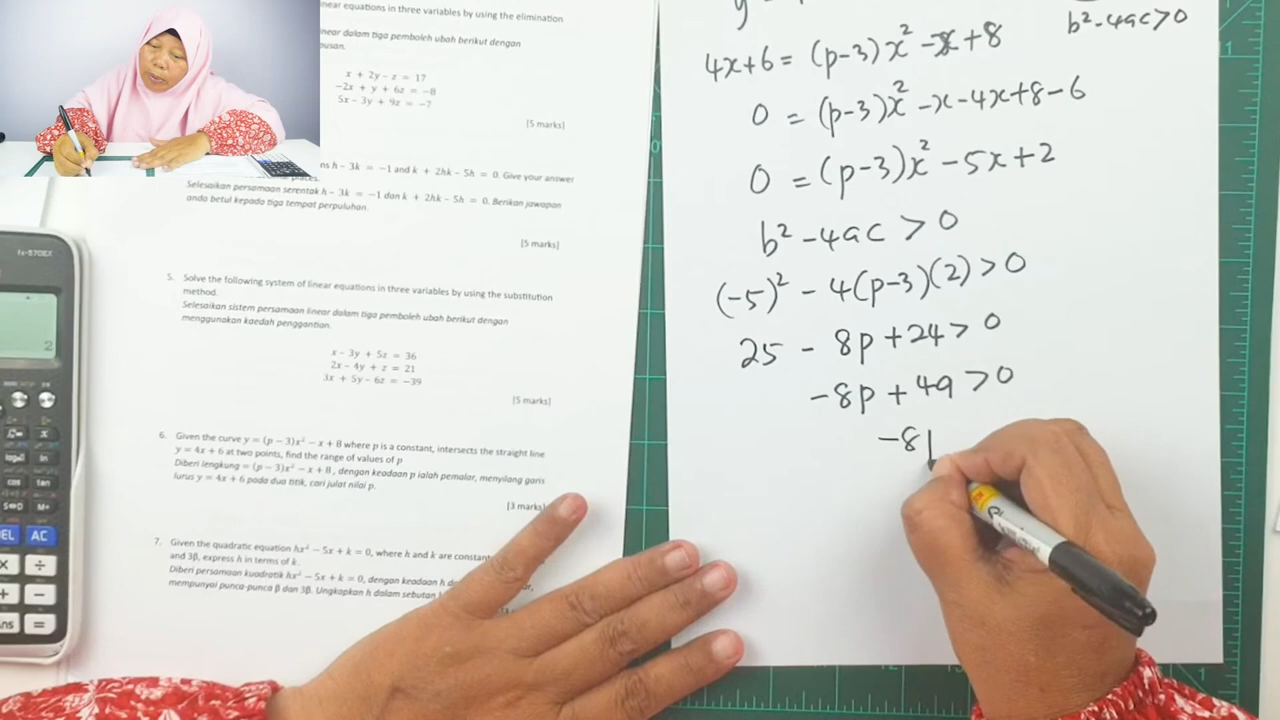 linear equations in three variables by using the elimination
linear dalam tiga pemboleh ubah berikut dengan
x + 2y − z = 17
−2x + y + 6z = −8
5x − 3y + 9z = −7
[5 marks]
h − 3k = −1 and k + 2hk − 5h = 0. Give your answer
Selesaikan persamaan serentak h − 3k = −1 dan k + 2hk − 5h = 0. Berikan jawapan
anda betul kepada tiga tempat perpuluhan.
[5 marks]
5. Solve the following system of linear equations in three variables by using the substitution
method.
Selesaikan sistem persamaan linear dalam tiga pemboleh ubah berikut dengan
menggunakan kaedah penggantian.
x − 3y + 5z = 36
2x − 4y + z = 21
3x + 5y − 6z = −39
[5 marks]
6. Given the curve y = (p − 3)x² − x + 8 where p is a constant, intersects the straight line
y = 4x + 6 at two points, find the range of values of p
Diberi lengkung = (p − 3)x² − x + 8, dengan keadaan p ialah pemalar, menyilang garis
lurus y = 4x + 6 pada dua titik, cari julat nilai p.
[3 marks]
7. Given the quadratic equation hx² − 5x + k = 0, where h and k are constant
and 3β, express h in terms of k.
Diberi persamaan kuadratik hx² − 5x + k = 0, dengan keadaan h
mempunyai punca-punca β dan 3β. Ungkapkan h dalam sebutan
b²-4ac>0
4x+6 = (p-3)x² -x+8
0 = (p-3)x² -x-4x+8-6
0 = (p-3)x² -5x+2
b²-4ac > 0
(-5)² - 4(p-3)(2) > 0
25 - 8p+24 > 0
-8p + 49 > 0
-8
fx-570EX
2
log
ln
cos
tan
S⇔D
M+
DEL
AC
×
÷
+
−
Ans
=